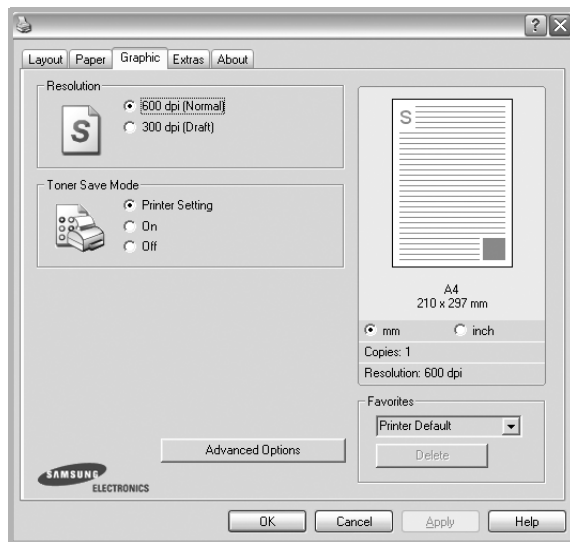 Layout Paper Graphic Extras About
Resolution
S
600 dpi (Normal)
300 dpi (Draft)
Toner Save Mode
Printer Setting
On
Off
Advanced Options
SAMSUNG
ELECTRONICS
S
A4
210 x 297 mm
mm inch
Copies: 1
Resolution: 600 dpi
Favorites
Printer Default
Delete
OK Cancel Apply Help